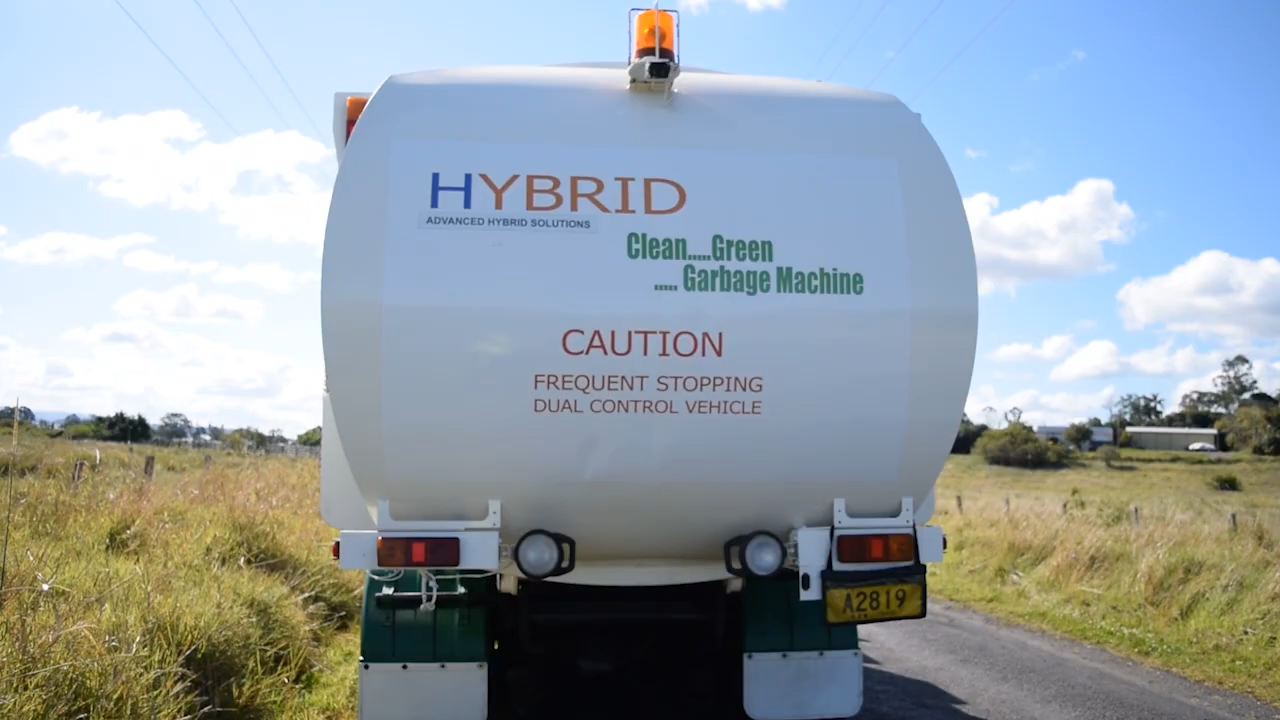 HYBRID
ADVANCED HYBRID SOLUTIONS
Clean.....Green
..... Garbage Machine
CAUTION
FREQUENT STOPPING
DUAL CONTROL VEHICLE
A2819